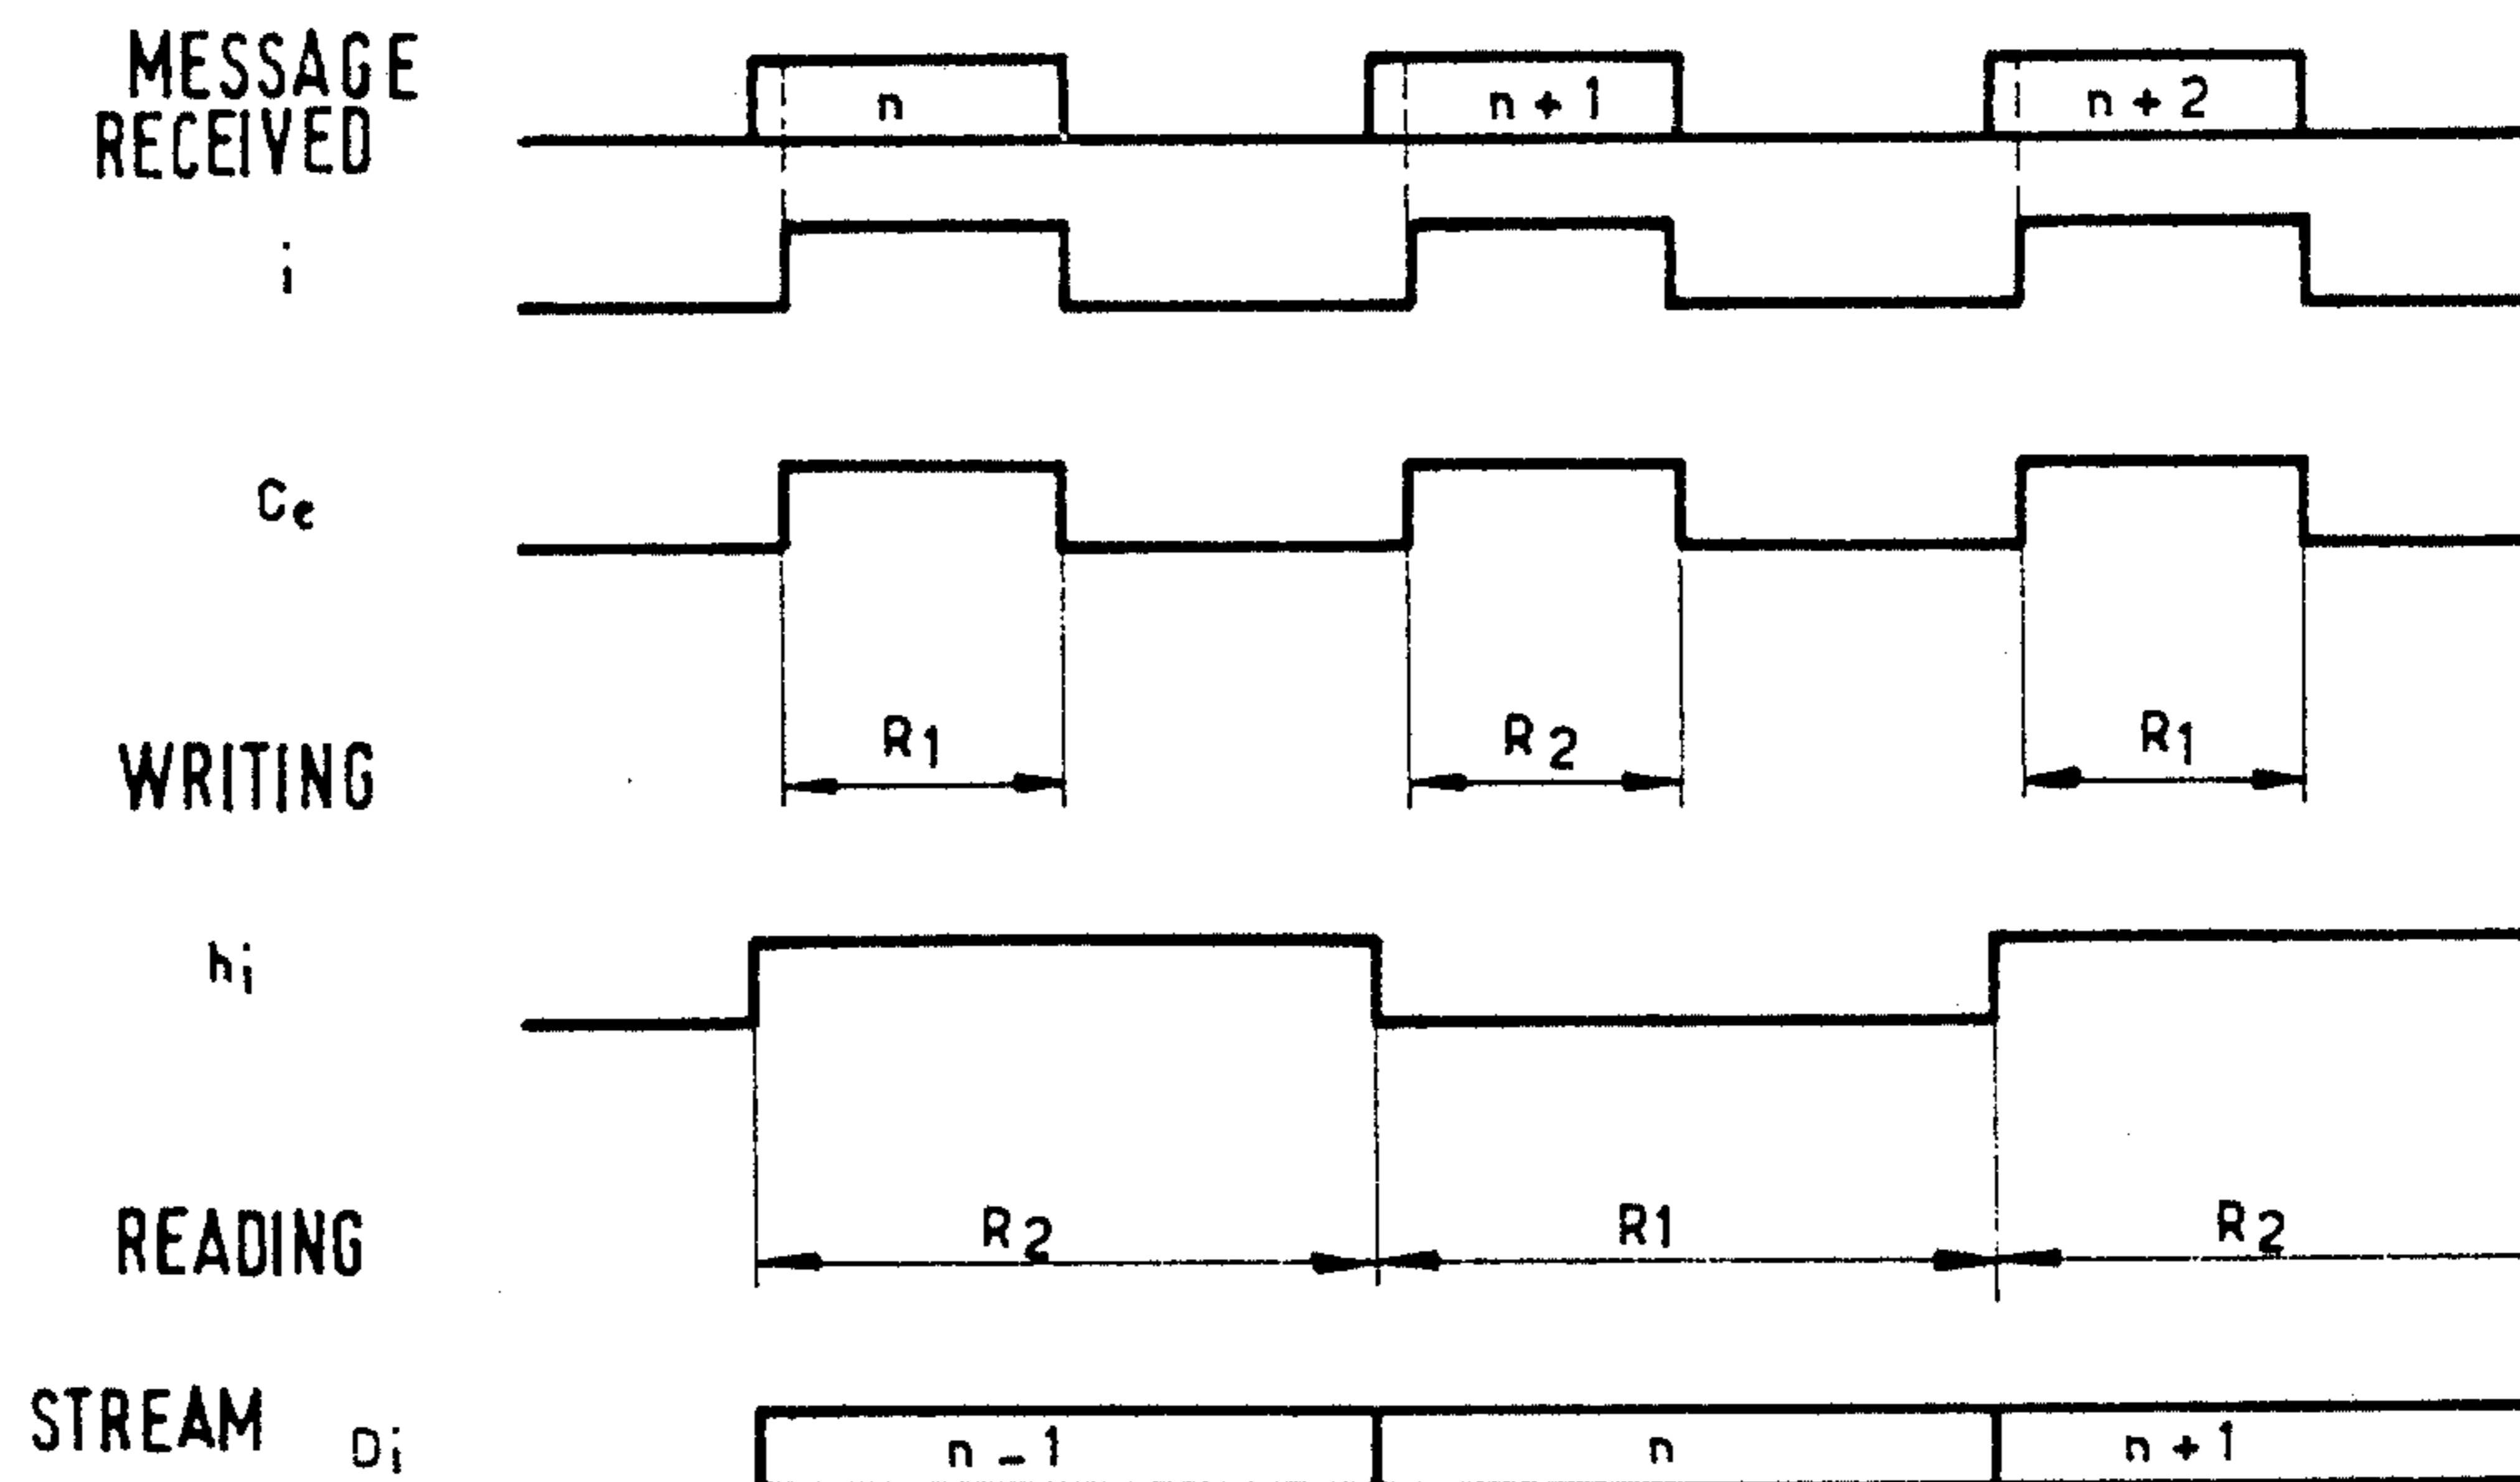 MESSAGE
RECEIVED
n n + 1 n + 2
i
Ce
WRITING
R1 R2 R1
hi
READING
R2 R1 R2
STREAM Di
n - 1 n n + 1